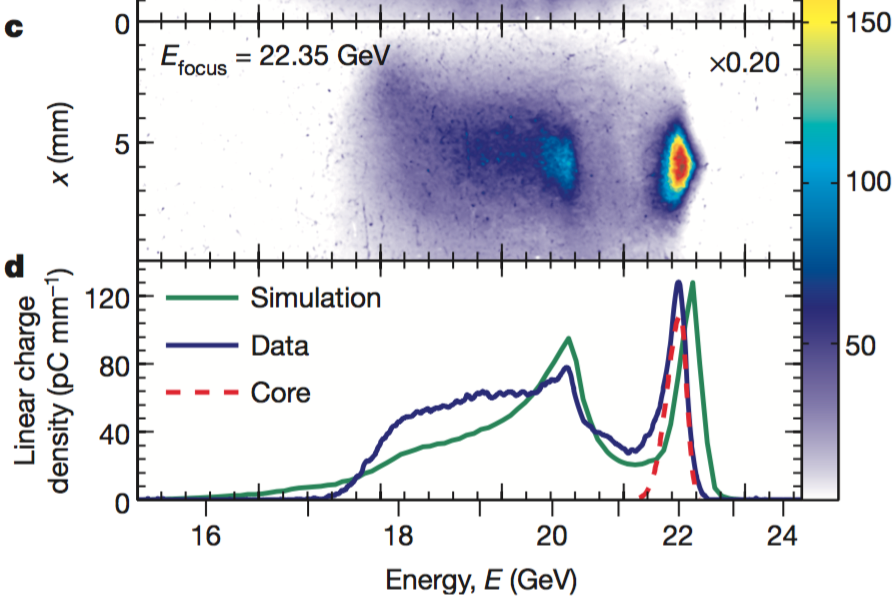 c
0
E_focus = 22.35 GeV
×0.20
5
x (mm)
150
100
50
d
Linear charge
density (pC mm⁻¹)
120
80
40
0
Simulation
Data
Core
16 18 20 22 24
Energy, E (GeV)